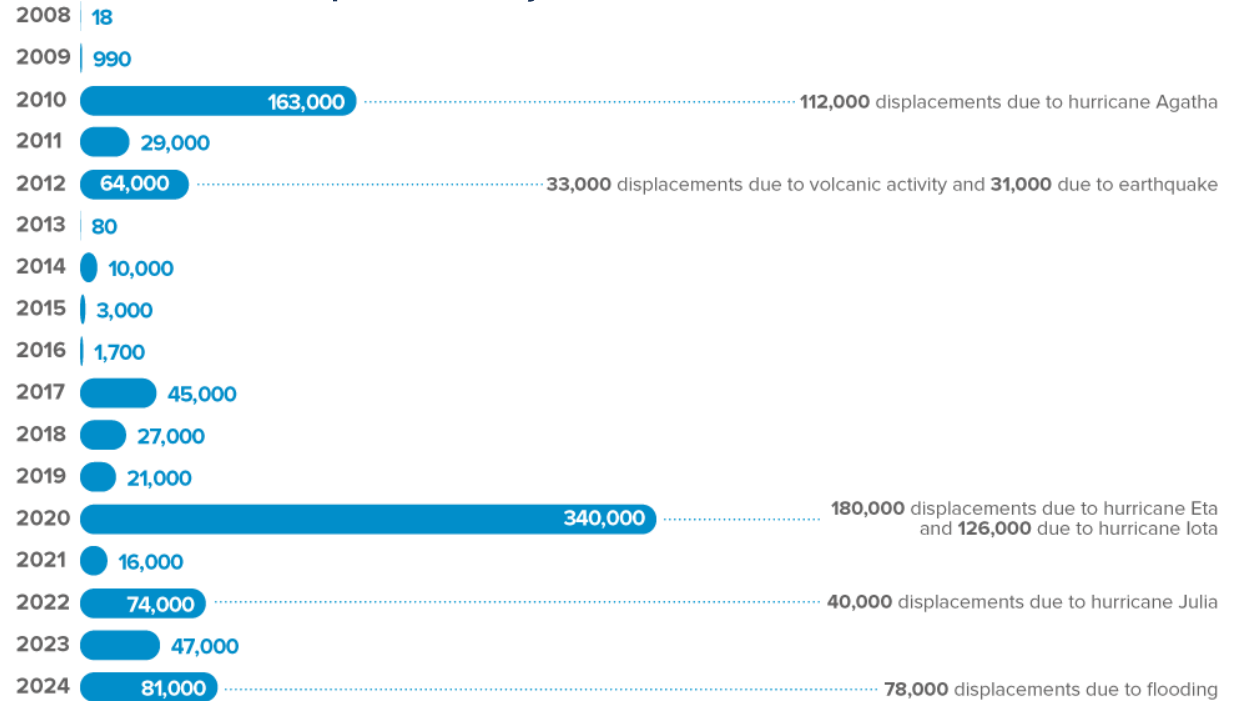 2008 18
2009 990
2010 163,000 112,000 displacements due to hurricane Agatha
2011 29,000
2012 64,000 33,000 displacements due to volcanic activity and 31,000 due to earthquake
2013 80
2014 10,000
2015 3,000
2016 1,700
2017 45,000
2018 27,000
2019 21,000
2020 340,000 180,000 displacements due to hurricane Eta
and 126,000 due to hurricane Iota
2021 16,000
2022 74,000 40,000 displacements due to hurricane Julia
2023 47,000
2024 81,000 78,000 displacements due to flooding